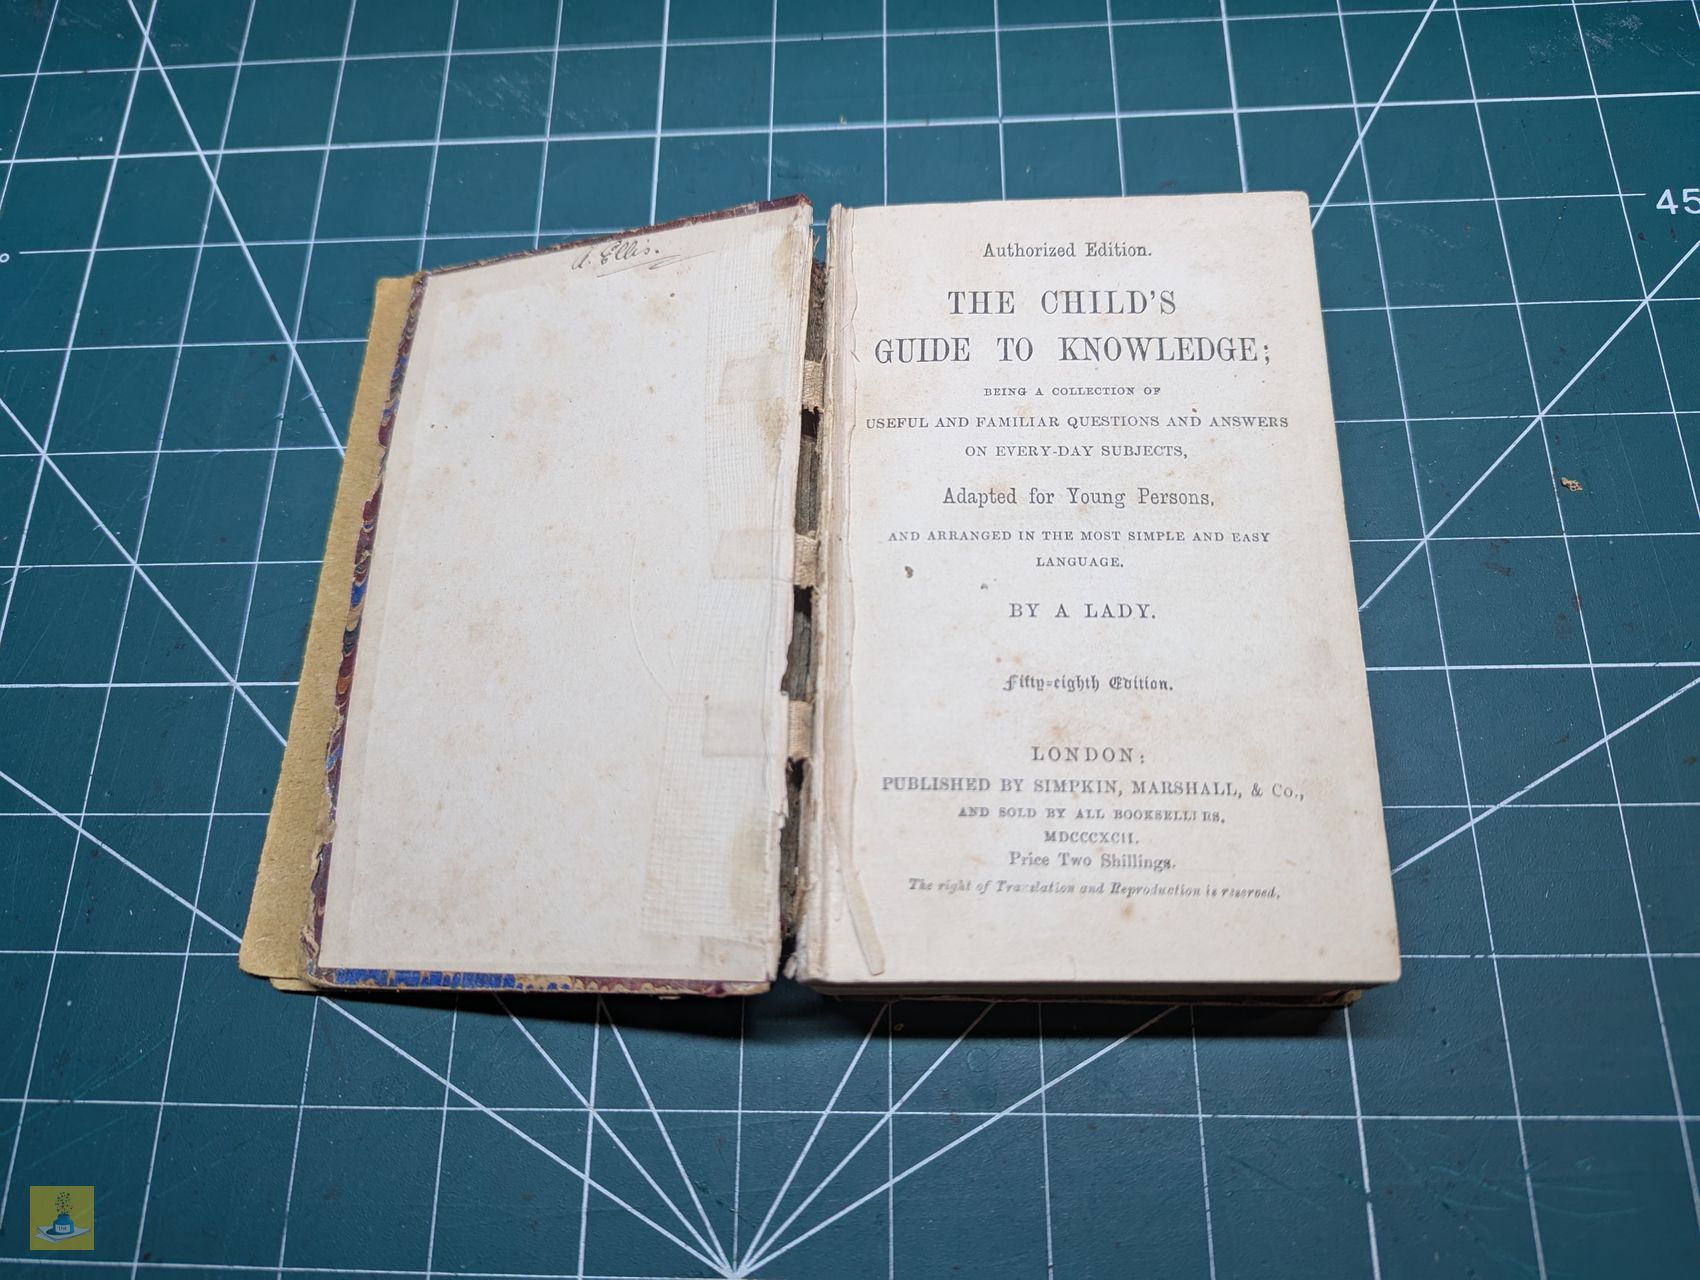 A. Ellis.
Authorized Edition.
THE CHILD'S
GUIDE TO KNOWLEDGE;
BEING A COLLECTION OF
USEFUL AND FAMILIAR QUESTIONS AND ANSWERS
ON EVERY-DAY SUBJECTS,
Adapted for Young Persons,
AND ARRANGED IN THE MOST SIMPLE AND EASY
LANGUAGE.
BY A LADY.
Fifty-eighth Edition.
LONDON:
PUBLISHED BY SIMPKIN, MARSHALL, & Co.,
AND SOLD BY ALL BOOKSELLERS.
MDCCCXCII.
Price Two Shillings.
The right of Translation and Reproduction is reserved.
45